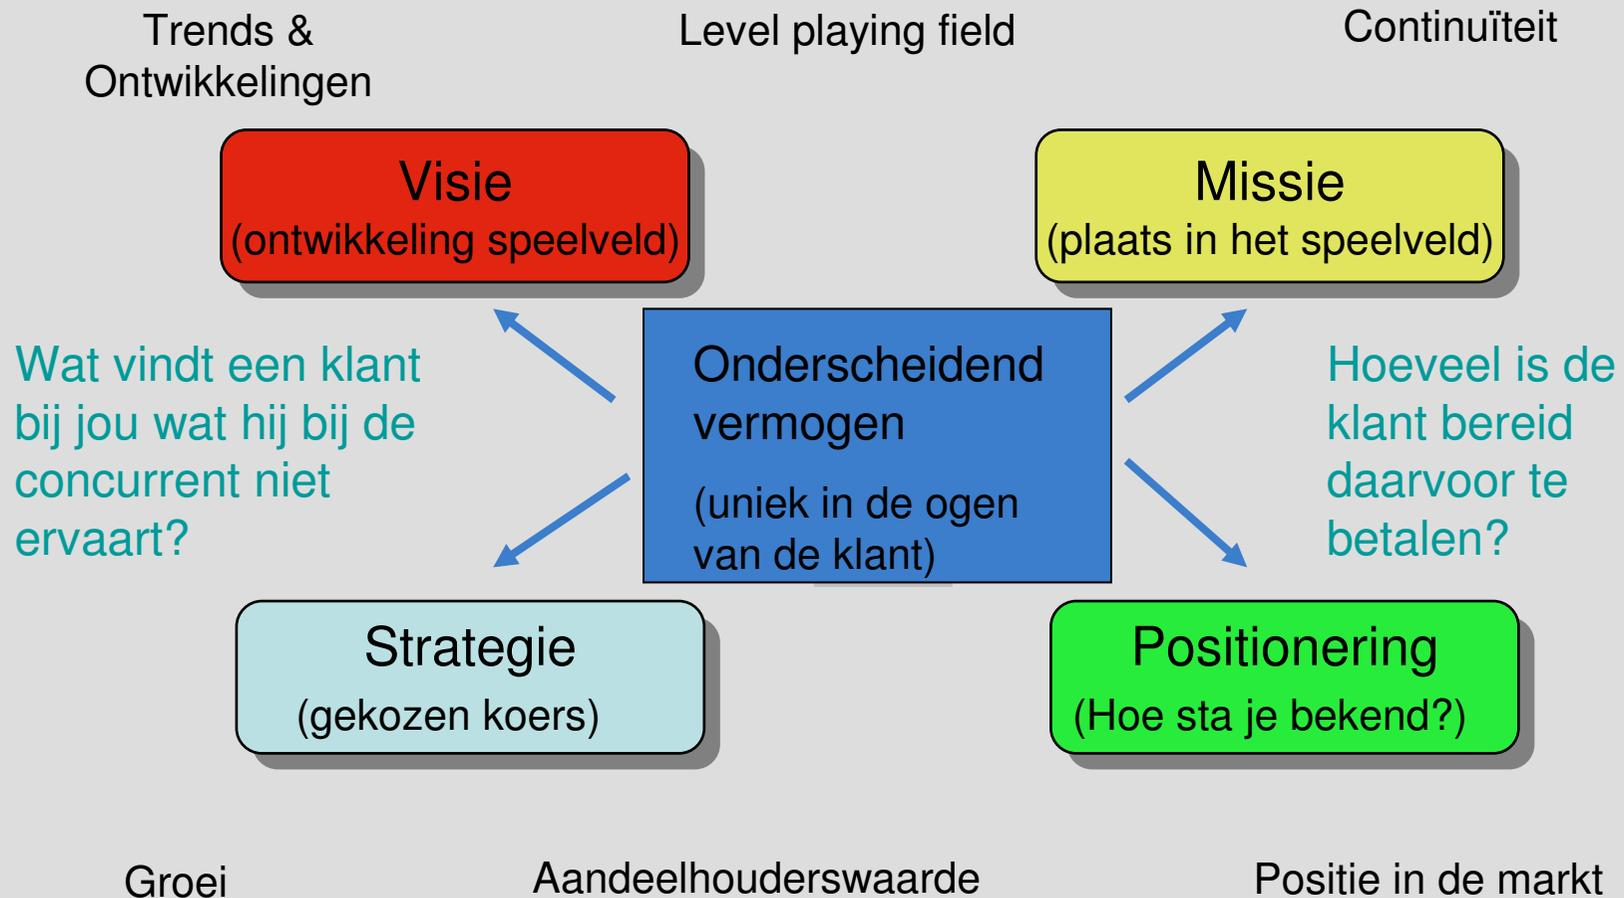 Trends &
Ontwikkelingen
Level playing field
Continuïteit
Visie
(ontwikkeling speelveld)
Missie
(plaats in het speelveld)
Wat vindt een klant
bij jou wat hij bij de
concurrent niet
ervaart?
Onderscheidend
vermogen
(uniek in de ogen
van de klant)
Hoeveel is de
klant bereid
daarvoor te
betalen?
Strategie
(gekozen koers)
Positionering
(Hoe sta je bekend?)
Groei
Aandeelhouderswaarde
Positie in de markt